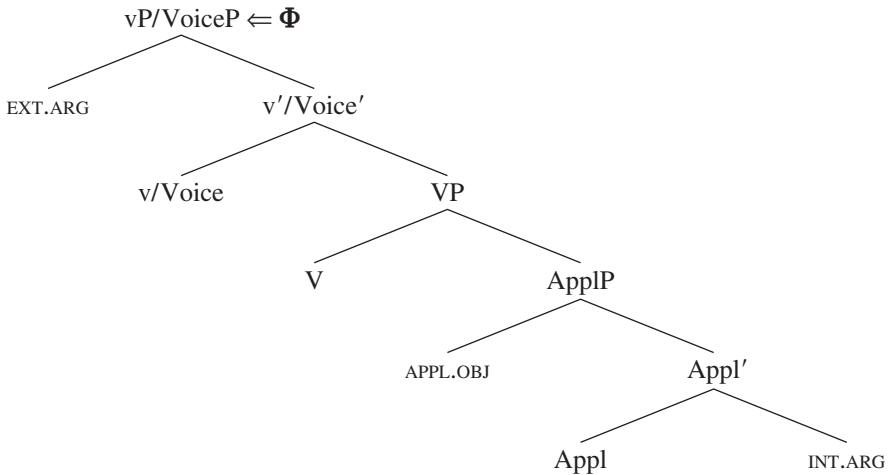 vP/VoiceP ⇐ Φ
EXT.ARG v′/Voice′
v/Voice VP
V ApplP
APPL.OBJ Appl′
Appl INT.ARG